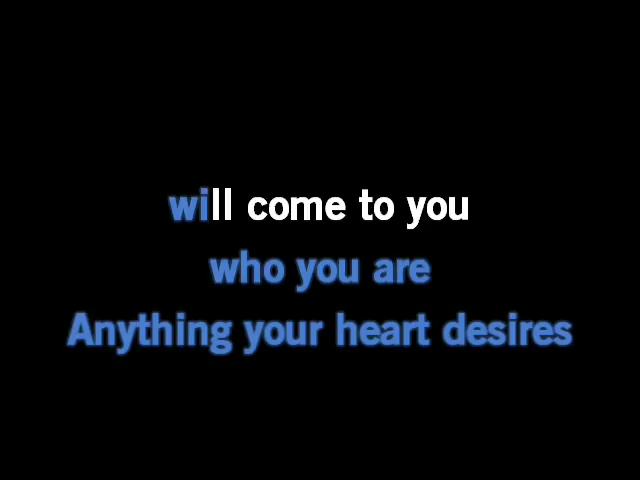 will come to you
who you are
Anything your heart desires